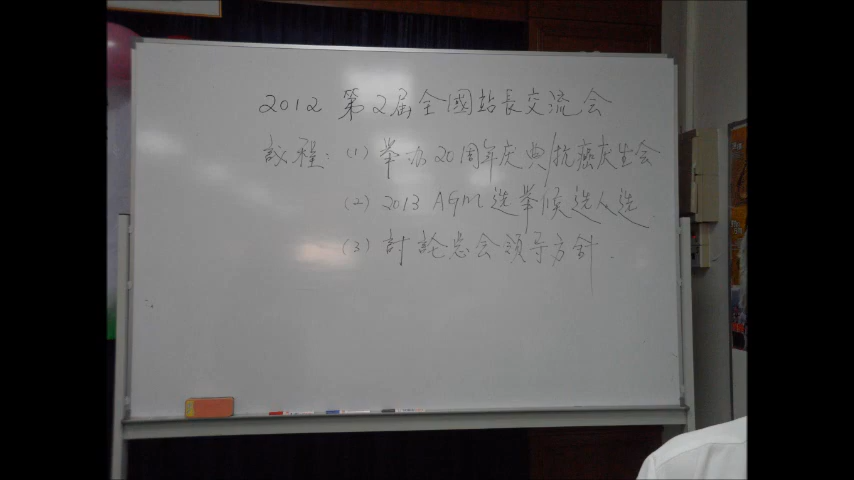 2012 第2届全國站長交流会
議程: (1) 举办20周年庆典/抗癌庆生会
(2) 2013 AGM 选举候选人选
(3) 討論总会領导方針.